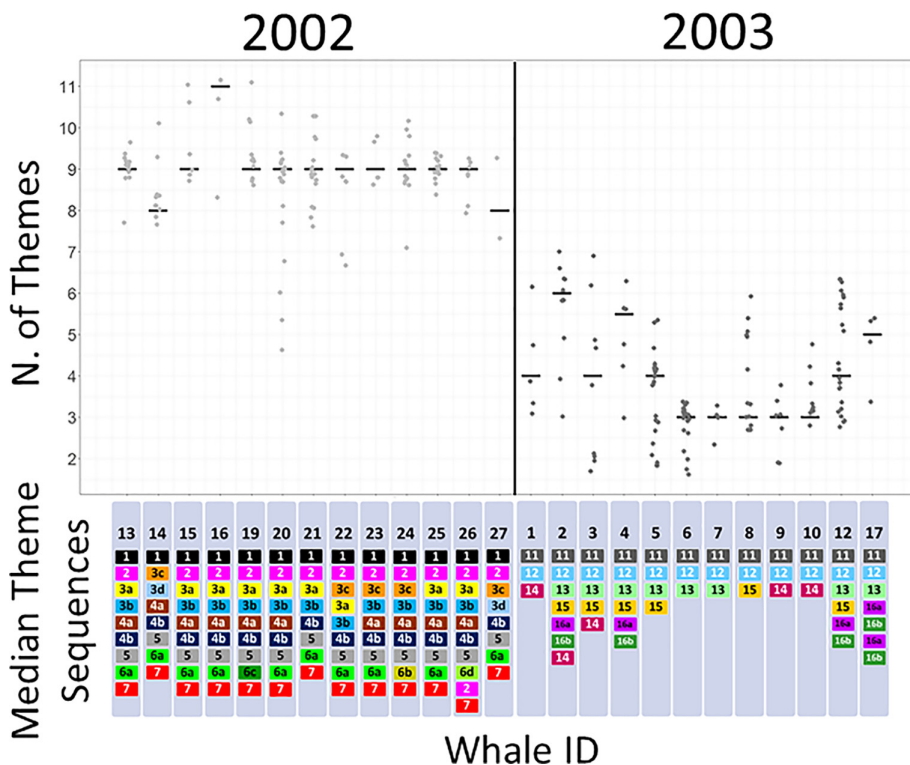 2002 2003
N. of Themes
11
10
9
8
7
6
5
4
3
2
Median Theme
Sequences
13 14 15 16 19 20 21 22 23 24 25 26 27 1 2 3 4 5 6 7 8 9 10 12 17
1 1 1 1 1 1 1 1 1 1 1 1 1 11 11 11 11 11 11 11 11 11 11 11 11
2 3c 2 2 2 2 2 2 2 2 2 2 2 12 12 12 12 12 12 12 12 12 12 12 12
3a 3d 3a 3a 3a 3a 3a 3c 3c 3c 3a 3a 3c 14 13 13 13 13 13 13 15 14 14 13 13
3b 4a 3b 3b 3b 3b 3b 3a 3b 3b 3b 3b 3d 15 15 15 15 15 16a
4a 4b 4a 4a 4a 4a 4b 3b 4a 4a 4a 4a 4b 16a 14 16a 16a 16b
4b 5 4b 4b 4b 4b 5 4b 4b 4b 4b 4b 5 16b 16b 16b 16a
5 6a 5 5 5 5 6a 5 5 5 5 5 6a 14 16b
6a 7 6a 6a 6c 6a 7 6a 6a 6b 6a 6d 7
7 7 7 7 7 7 7 7 7 2
7
Whale ID